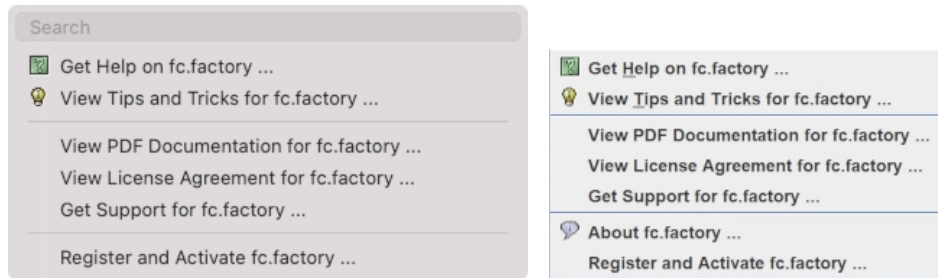 Search
Get Help on fc.factory ...
View Tips and Tricks for fc.factory ...
View PDF Documentation for fc.factory ...
View License Agreement for fc.factory ...
Get Support for fc.factory ...
Register and Activate fc.factory ...
Get Help on fc.factory ...
View Tips and Tricks for fc.factory ...
View PDF Documentation for fc.factory ...
View License Agreement for fc.factory ...
Get Support for fc.factory ...
About fc.factory ...
Register and Activate fc.factory ...